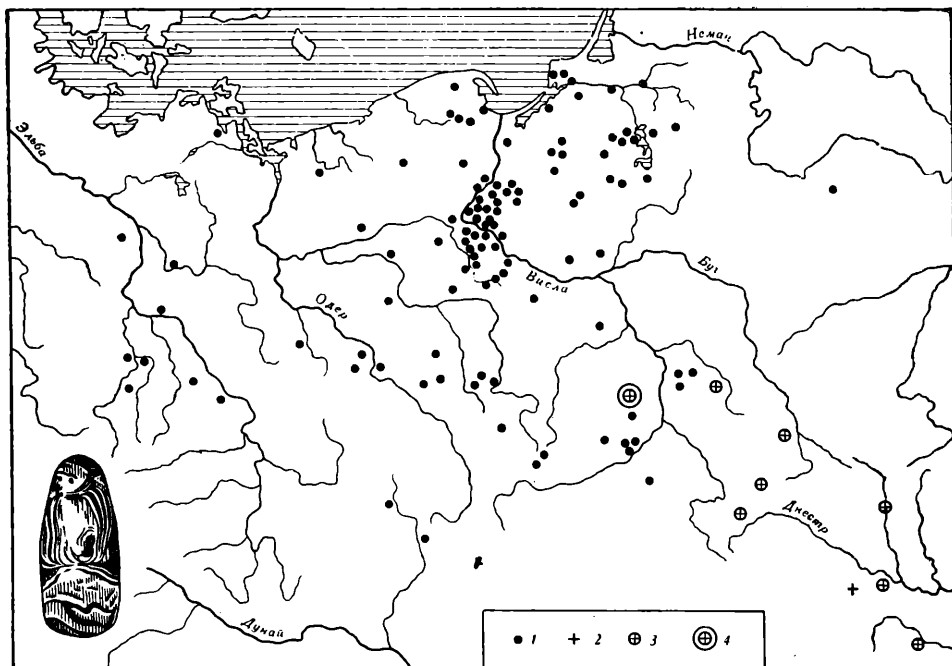 Неман
Эльба
Буг
Висла
Одер
Днестр
Дунай
1 2 3 4